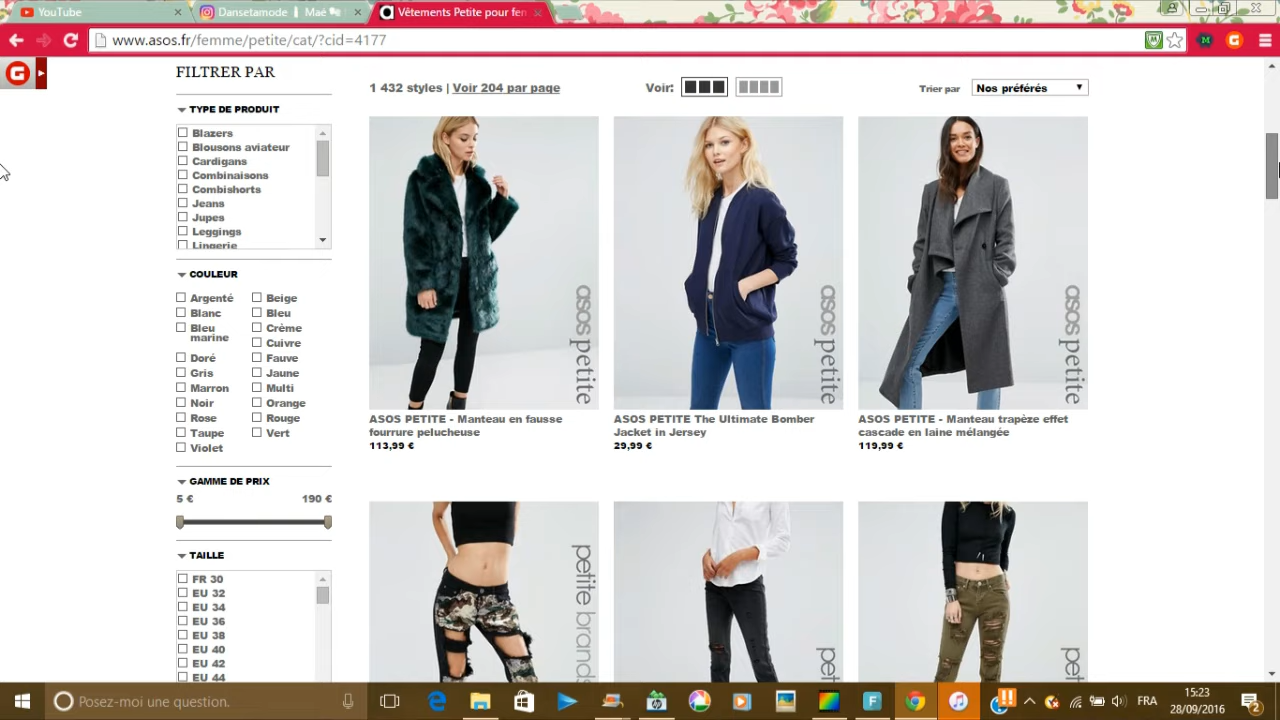 YouTube
Dansetamode
Maé
Vêtements Petite pour fem
www.asos.fr/femme/petite/cat/?cid=4177
FILTRER PAR
1 432 styles | Voir 204 par page
Voir:
Trier par
Nos préférés
TYPE DE PRODUIT
Blazers
Blousons aviateur
Cardigans
Combinaisons
Combishorts
Jeans
Jupes
Leggings
Lingerie
COULEUR
Argenté
Beige
Blanc
Bleu
Bleu marine
Crème
Cuivre
Doré
Fauve
Gris
Jaune
Marron
Multi
Noir
Orange
Rose
Rouge
Taupe
Vert
Violet
GAMME DE PRIX
5 €
190 €
TAILLE
FR 30
EU 32
EU 34
EU 36
EU 38
EU 40
EU 42
EU 44
asos petite
asos petite
asos petite
ASOS PETITE - Manteau en fausse
fourrure pelucheuse
113,99 €
ASOS PETITE The Ultimate Bomber
Jacket in Jersey
29,99 €
ASOS PETITE - Manteau trapèze effet
cascade en laine mélangée
119,99 €
petite brands
pet
pet
Posez-moi une question
FRA
15:23
28/09/2016
2